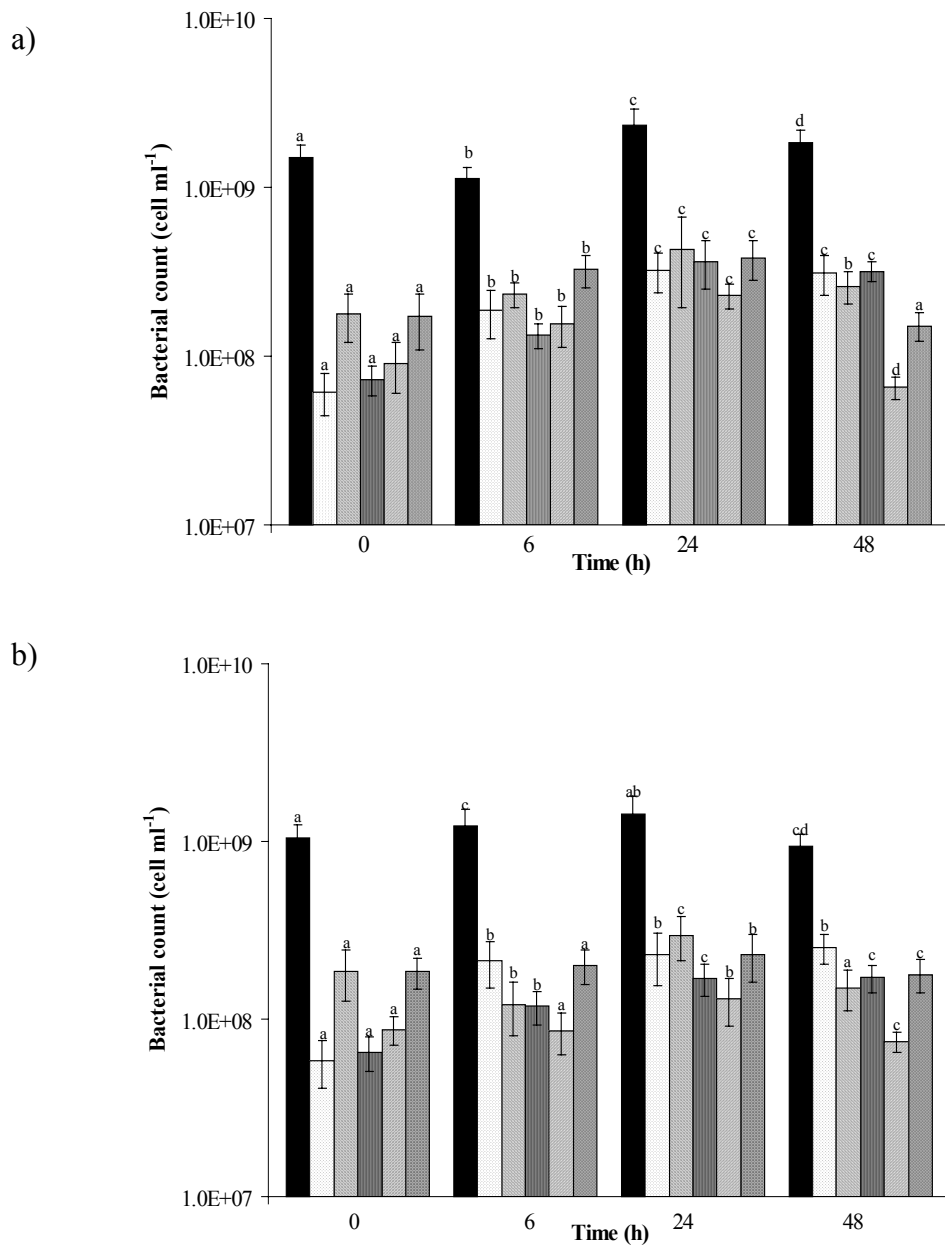 a)
1.0E+10
1.0E+09
1.0E+08
1.0E+07
Bacterial count (cell ml⁻¹)
a a a a a a
b b b b b b
c c c c c c
d c b c d a
0 6 24 48
Time (h)
b)
1.0E+10
1.0E+09
1.0E+08
1.0E+07
Bacterial count (cell ml⁻¹)
a a a a a a
c b b b a a
ab b c c b b
cd b a c c c
0 6 24 48
Time (h)